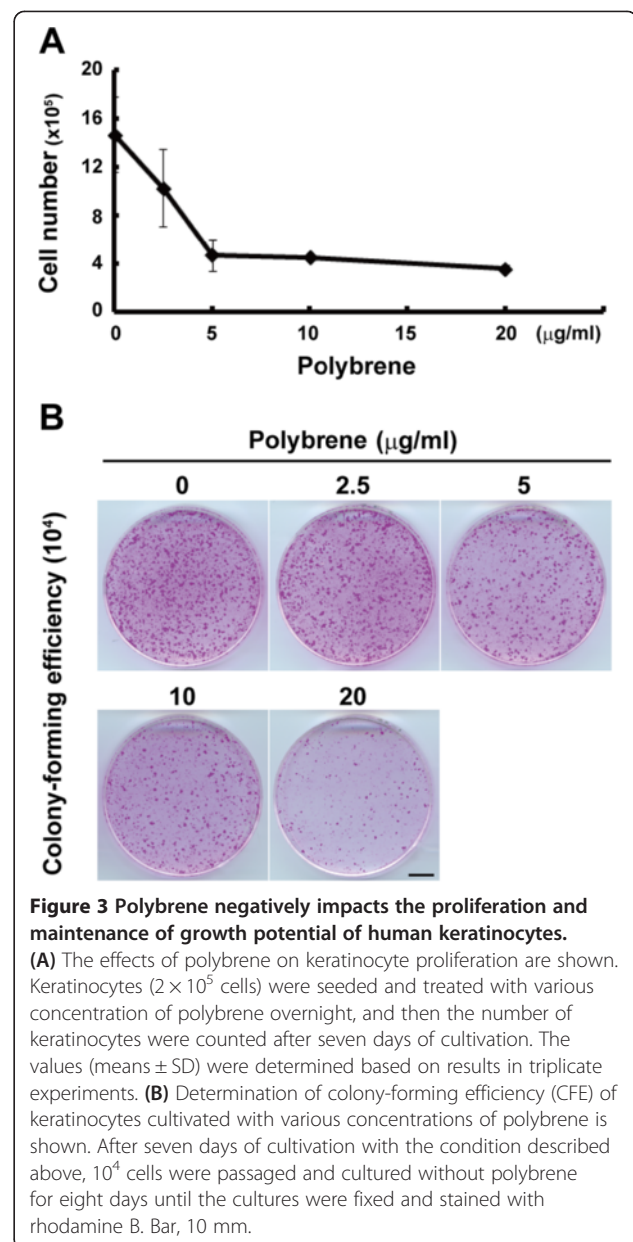 A
20
16
12
8
4
0
Cell number (x10⁵)
0 5 10 15 20 (µg/ml)
Polybrene
B
Polybrene (µg/ml)
Colony-forming efficiency (10⁴)
0 2.5 5
10 20
Figure 3 Polybrene negatively impacts the proliferation and
maintenance of growth potential of human keratinocytes.
(A) The effects of polybrene on keratinocyte proliferation are shown.
Keratinocytes (2 × 10⁵ cells) were seeded and treated with various
concentration of polybrene overnight, and then the number of
keratinocytes were counted after seven days of cultivation. The
values (means ± SD) were determined based on results in triplicate
experiments. (B) Determination of colony-forming efficiency (CFE) of
keratinocytes cultivated with various concentrations of polybrene is
shown. After seven days of cultivation with the condition described
above, 10⁴ cells were passaged and cultured without polybrene
for eight days until the cultures were fixed and stained with
rhodamine B. Bar, 10 mm.